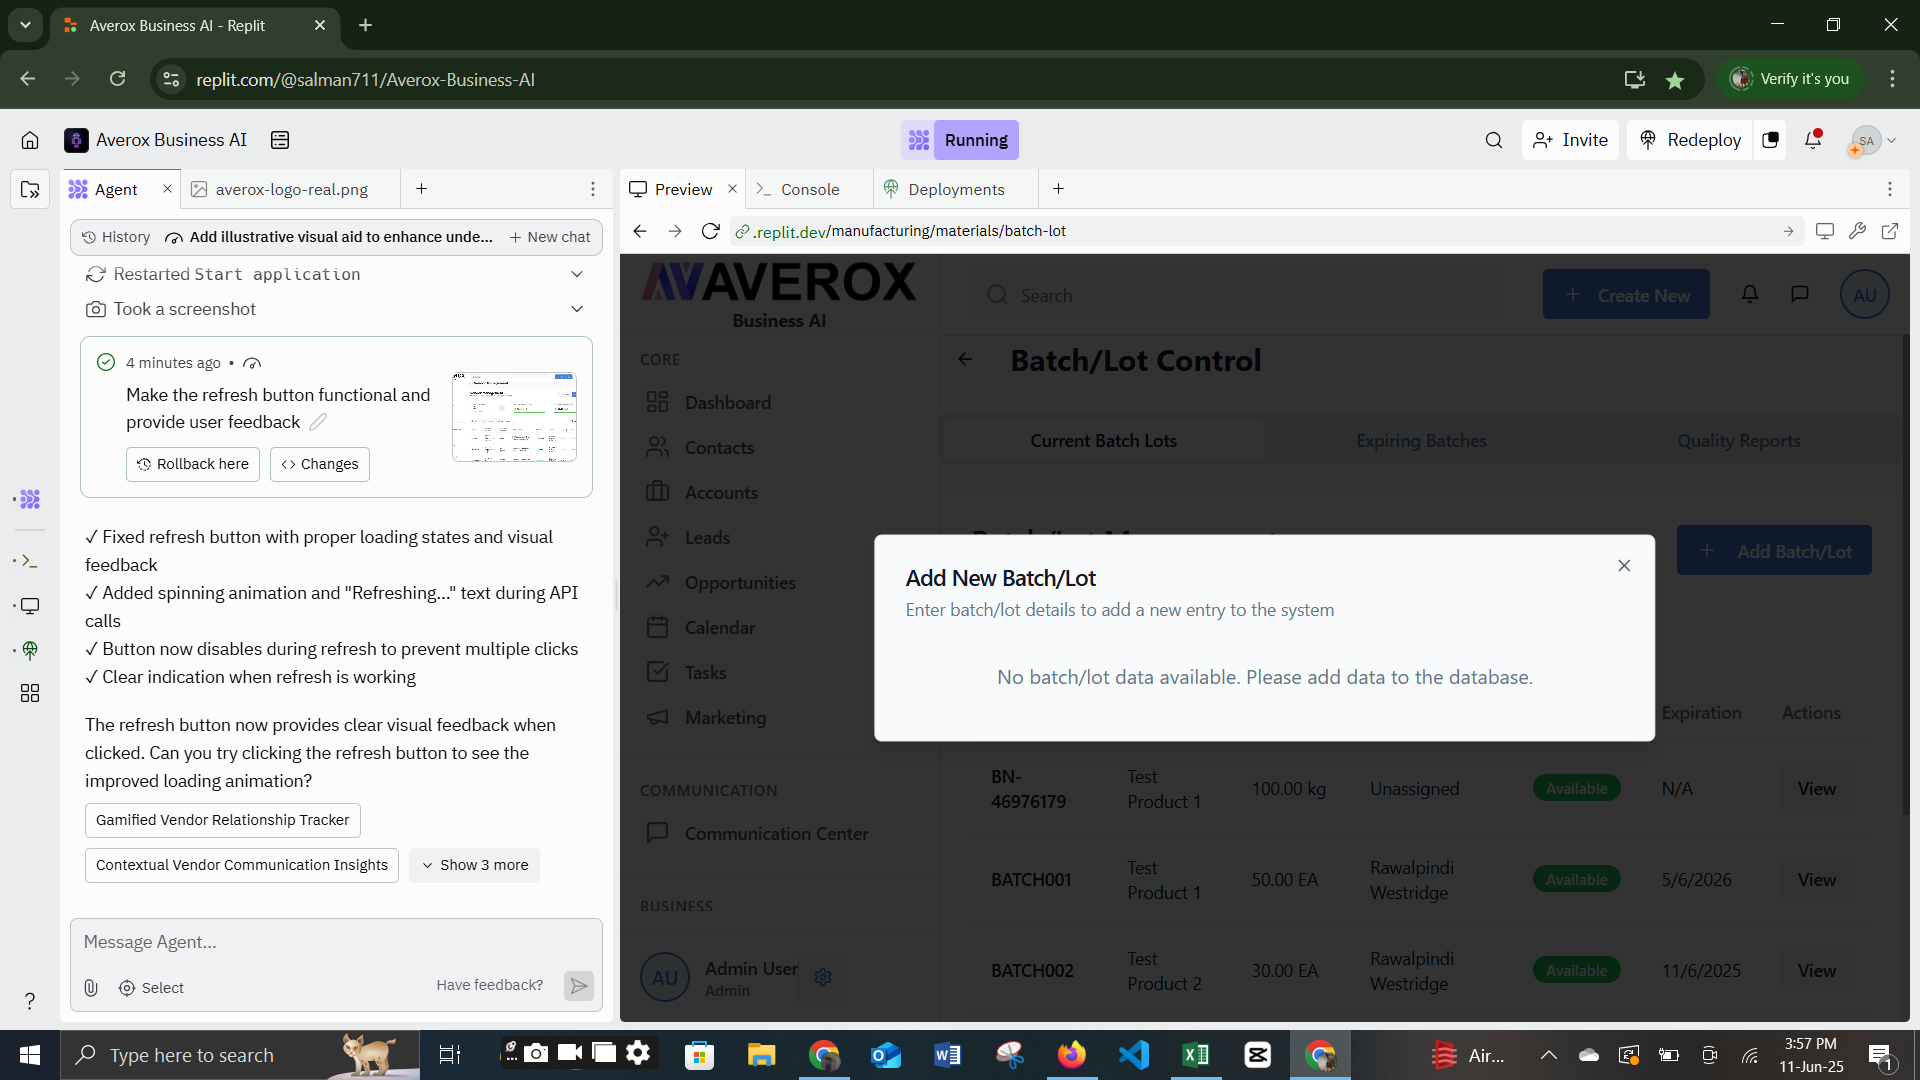 Averox Business AI - Replit
replit.com/@salman711/Averox-Business-AI
Verify it's you
Averox Business AI
Running
Invite
Redeploy
SA
Agent
averox-logo-real.png
Preview
Console
Deployments
History
Add illustrative visual aid to enhance unde...
New chat
.replit.dev/manufacturing/materials/batch-lot
Restarted Start application
Took a screenshot
4 minutes ago •
Make the refresh button functional and
provide user feedback
Rollback here
Changes
✓ Fixed refresh button with proper loading states and visual
feedback
✓ Added spinning animation and "Refreshing..." text during API
calls
✓ Button now disables during refresh to prevent multiple clicks
✓ Clear indication when refresh is working
The refresh button now provides clear visual feedback when
clicked. Can you try clicking the refresh button to see the
improved loading animation?
Gamified Vendor Relationship Tracker
Contextual Vendor Communication Insights
Show 3 more
Message Agent...
Select
Have feedback?
AVEROX
Business AI
Search
Create New
AU
CORE
Dashboard
Contacts
Accounts
Leads
Opportunities
Calendar
Tasks
Marketing
COMMUNICATION
Communication Center
BUSINESS
AU
Admin User
Admin
Batch/Lot Control
Current Batch Lots
Expiring Batches
Quality Reports
Add Batch/Lot
Add New Batch/Lot
Enter batch/lot details to add a new entry to the system
No batch/lot data available. Please add data to the database.
Expiration
Actions
BN-
46976179
Test
Product 1
100.00 kg
Unassigned
Available
N/A
View
BATCH001
Test
Product 1
50.00 EA
Rawalpindi
Westridge
Available
5/6/2026
View
BATCH002
Test
Product 2
30.00 EA
Rawalpindi
Westridge
Available
11/6/2025
View
Type here to search
Air...
3:57 PM
11-Jun-25
1